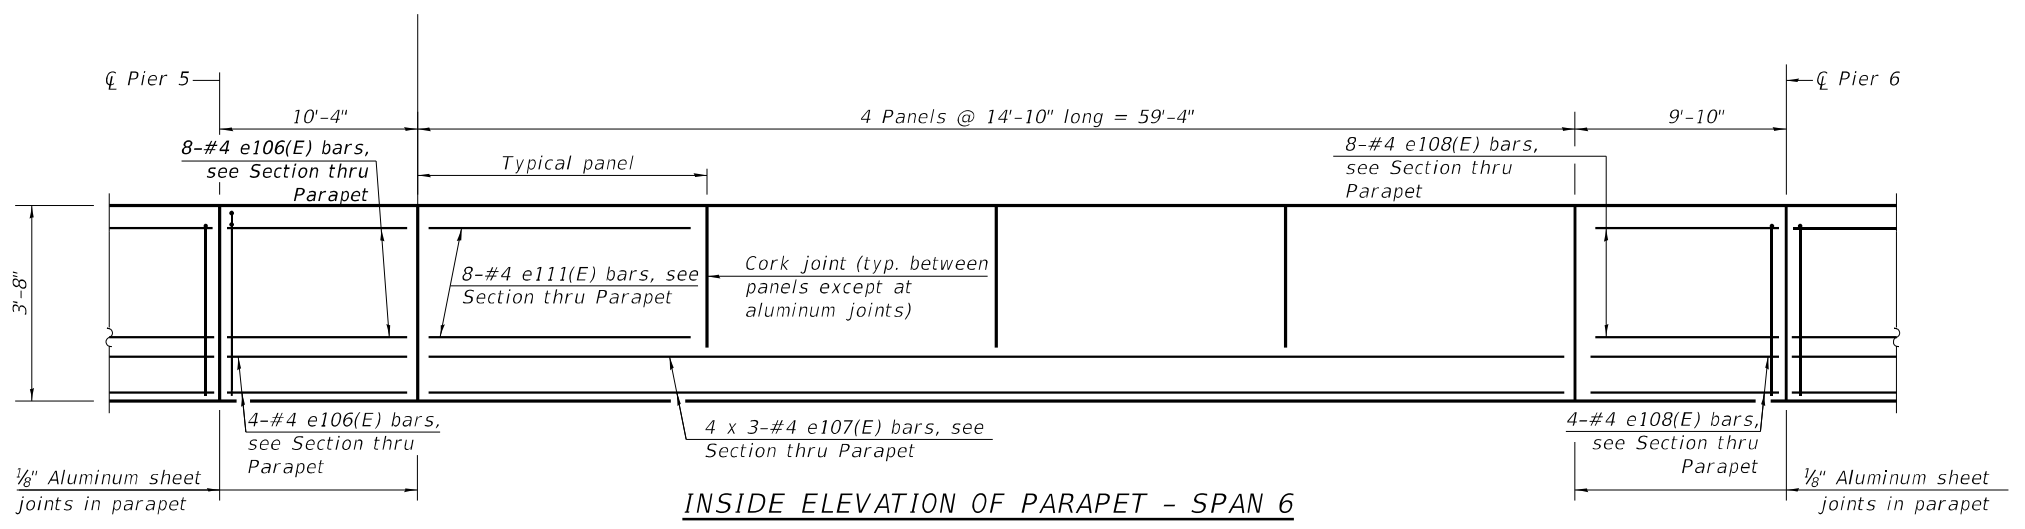 ℄ Pier 5
℄ Pier 6
10'-4"
4 Panels @ 14'-10" long = 59'-4"
9'-10"
8-#4 e106(E) bars,
see Section thru
Parapet
Typical panel
8-#4 e108(E) bars,
see Section thru
Parapet
3'-8"
8-#4 e111(E) bars, see
Section thru Parapet
Cork joint (typ. between
panels except at
aluminum joints)
4-#4 e106(E) bars,
see Section thru
Parapet
4 x 3-#4 e107(E) bars, see
Section thru Parapet
4-#4 e108(E) bars,
see Section thru
Parapet
⅛" Aluminum sheet
joints in parapet
⅛" Aluminum sheet
joints in parapet
INSIDE ELEVATION OF PARAPET - SPAN 6